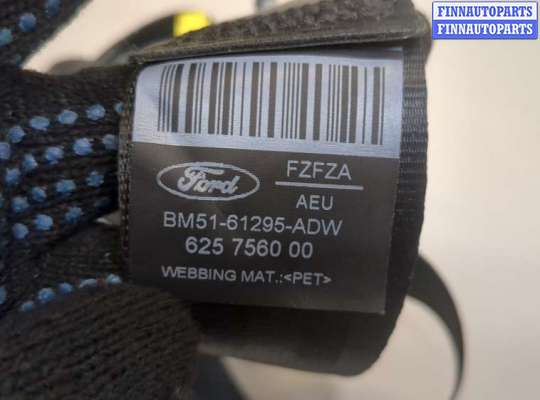 FINNAUTOPARTS
FINNAUTOPARTS
Ford
FZFZA
AEU
BM51-61295-ADW
625 7560 00
WEBBING MAT.:<PET>